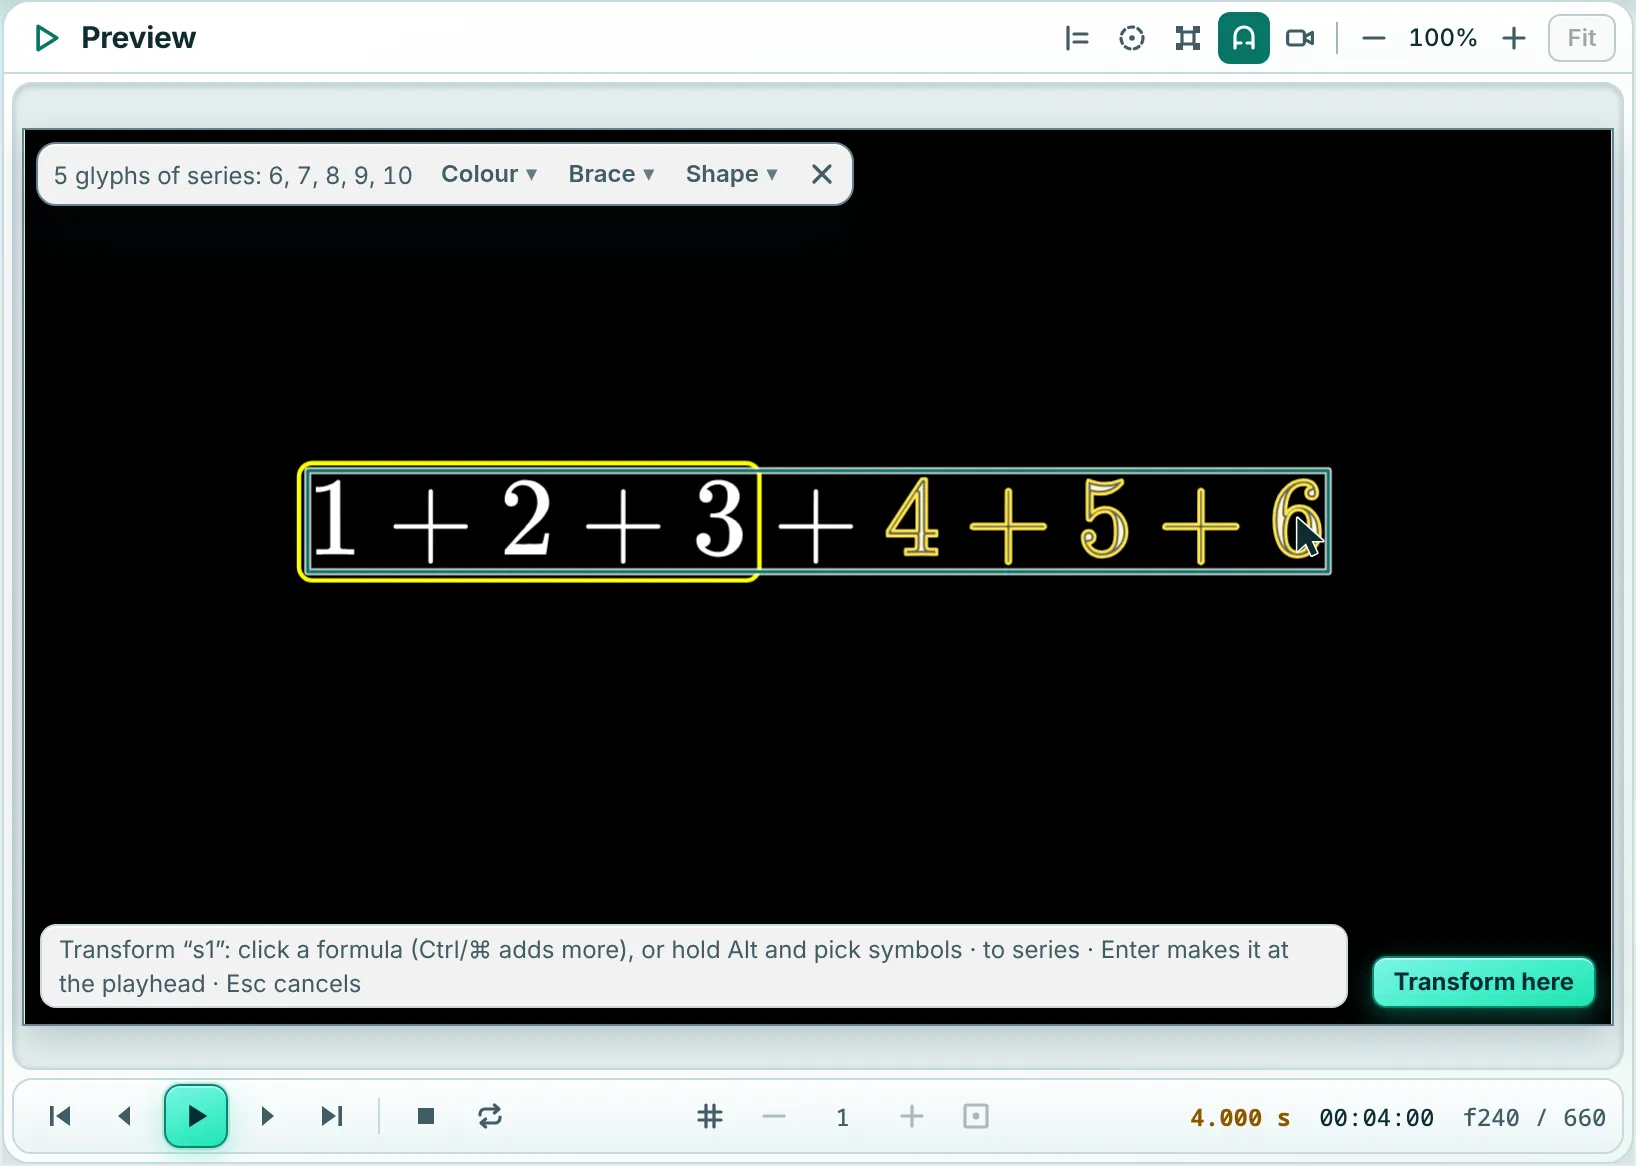 Preview
100%
Fit
5 glyphs of series: 6, 7, 8, 9, 10
Colour ▾
Brace ▾
Shape ▾
1 + 2 + 3 + 4 + 5 + 6
Transform “s1”: click a formula (Ctrl/⌘ adds more), or hold Alt and pick symbols · to series · Enter makes it at
the playhead · Esc cancels
Transform here
1
4.000 s
00:04:00
f240 / 660